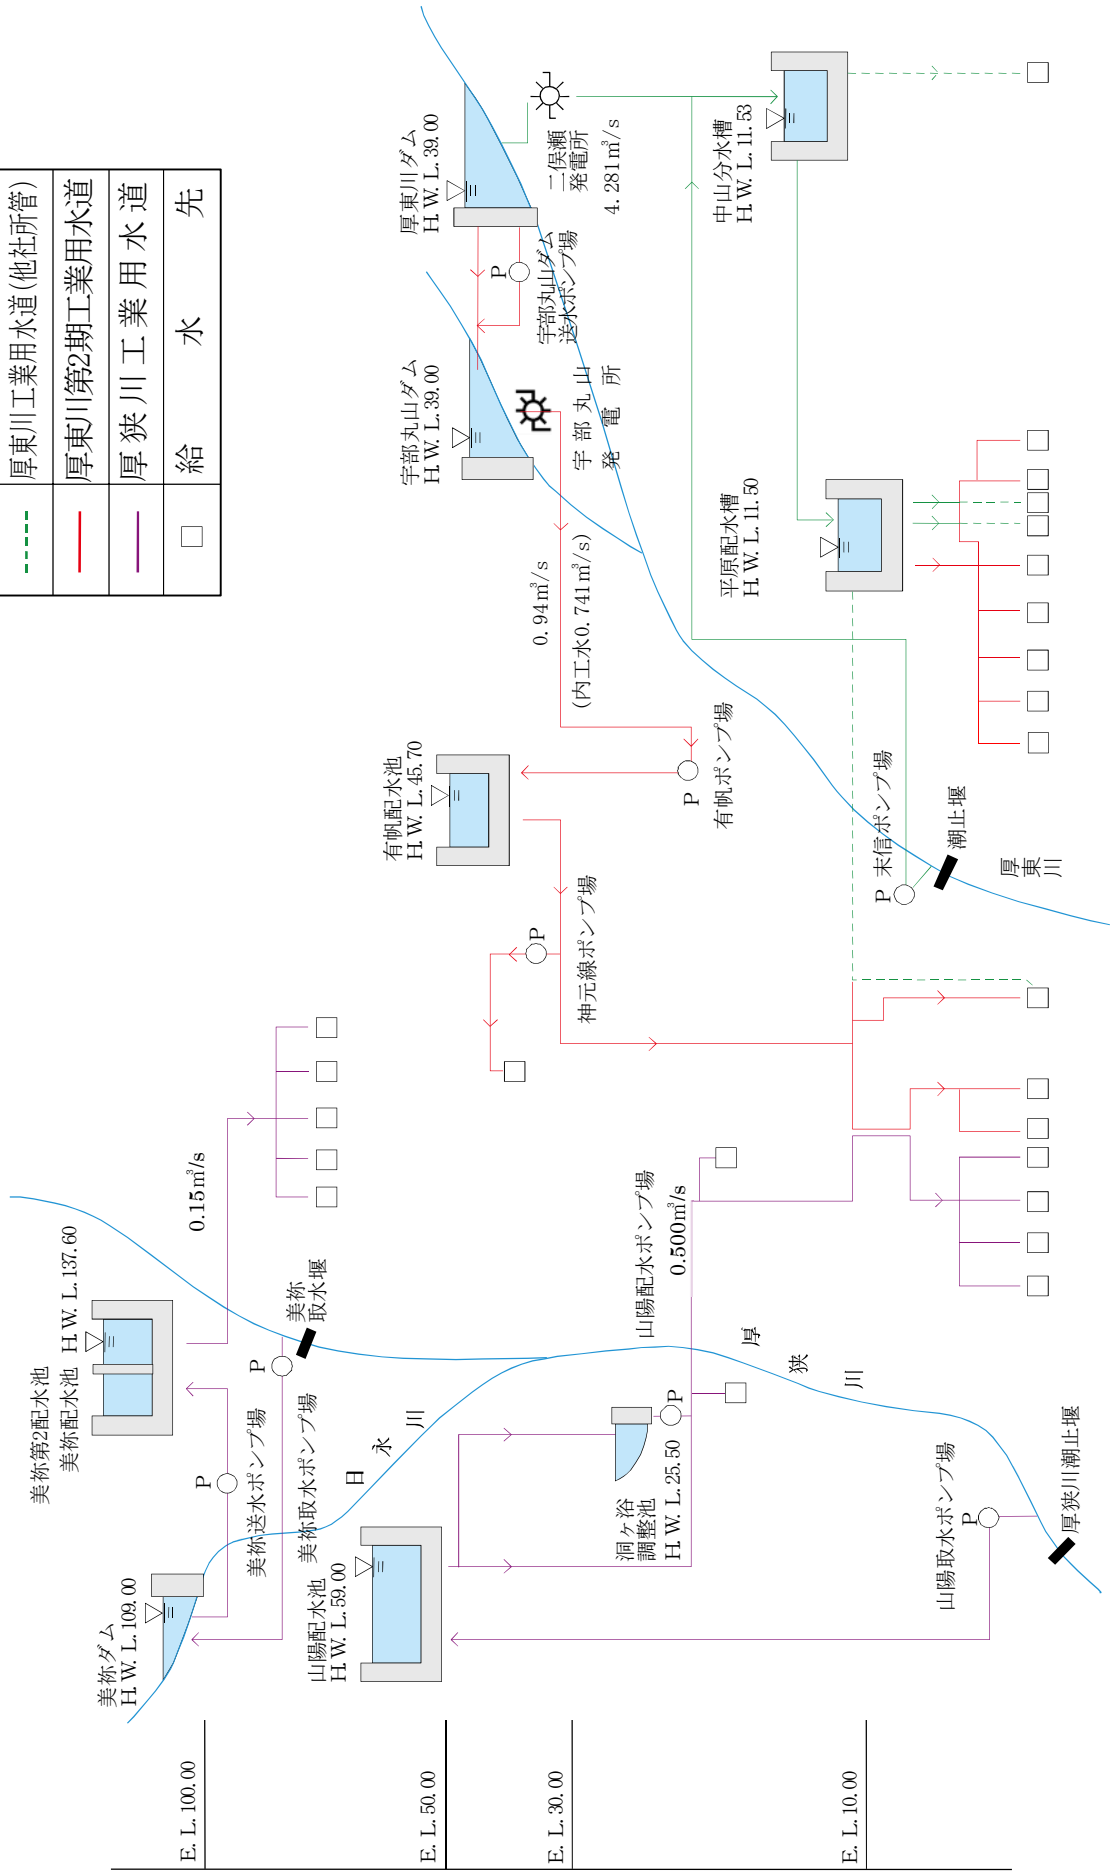 厚東川工業用水道(他社所管)
厚東川第2期工業用水道
厚狭川工業用水道
給水先
E. L. 100.00
E. L. 50.00
E. L. 30.00
E. L. 10.00
美祢ダム
H. W. L. 109.00
美祢第2配水池
美祢配水池 H. W. L. 137.60
P
美祢送水ポンプ場
P
美祢取水ポンプ場
美祢
取水堰
0.15㎥/s
日永川
山陽配水池
H. W. L. 59.00
洞ヶ浴
調整池
H. W. L. 25.50
P
山陽配水ポンプ場
0.500㎥/s
厚狭川
山陽取水ポンプ場
P
厚狭川潮止堰
有帆配水池
H. W. L. 45.70
P
神元線ポンプ場
P
有帆ポンプ場
0. 94㎥/s
(内工水0. 741㎥/s)
宇部丸山ダム
H. W. L. 39.00
宇部丸山
発電所
P
宇部丸山ダム
送水ポンプ場
厚東川ダム
H. W. L. 39.00
二俣瀬
発電所
4. 281㎥/s
中山分水槽
H. W. L. 11.53
平原配水槽
H. W. L. 11.50
P 末信ポンプ場
潮止堰
厚東川